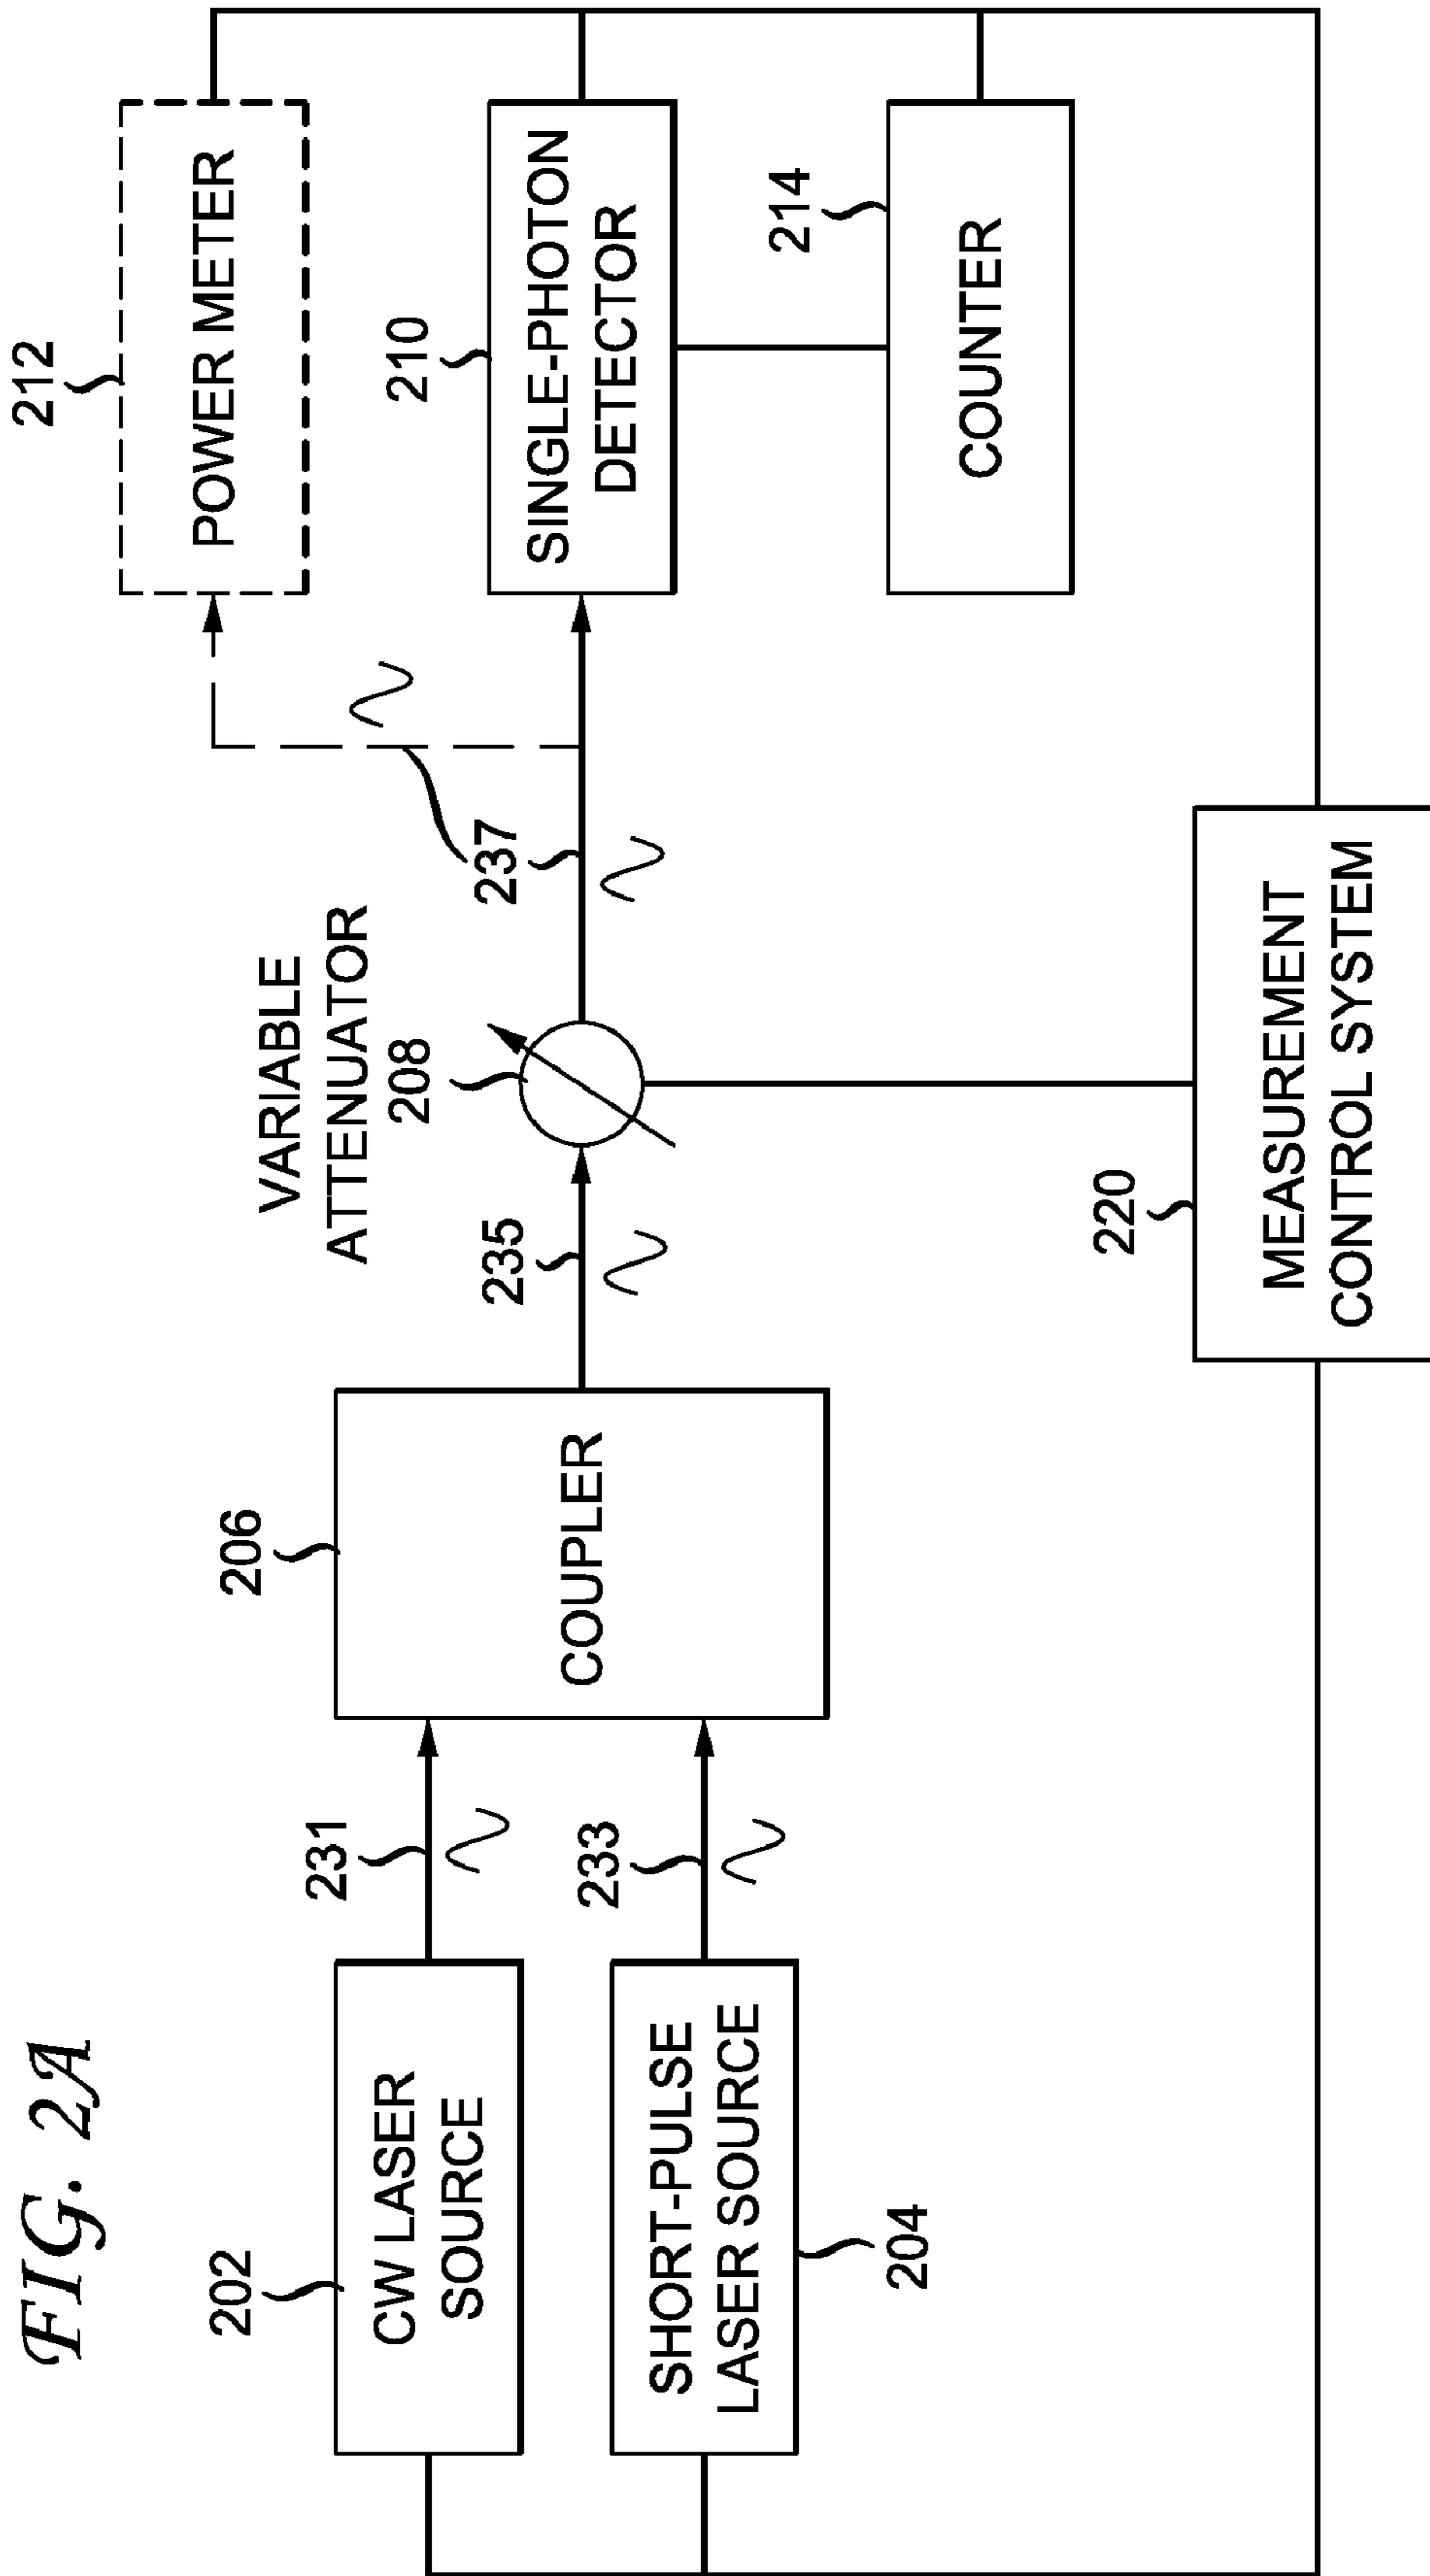 FIG. 2A
202
CW LASER
SOURCE
231
SHORT-PULSE
LASER SOURCE
204
233
206
COUPLER
235
VARIABLE
ATTENUATOR
208
237
212
POWER METER
210
SINGLE-PHOTON
DETECTOR
214
COUNTER
220
MEASUREMENT
CONTROL SYSTEM